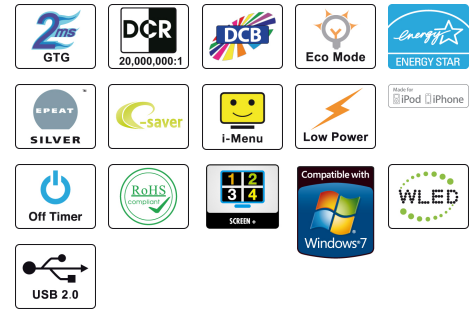 2ms
GTG
DCR
20,000,000:1
DCB
Eco Mode
energy
ENERGY STAR
EPEAT
™
SILVER
e-saver
i-Menu
Low Power
Made for
iPod iPhone
Off Timer
RoHS
compliant
1 2
3 4
SCREEN +
Compatible with
Windows®7
WLED
USB 2.0